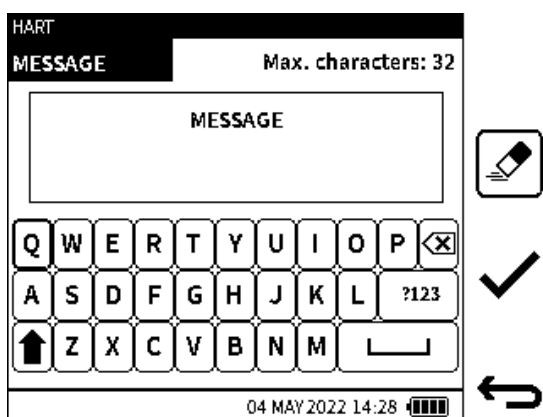 HART
MESSAGE Max. characters: 32
MESSAGE
Q W E R T Y U I O P
A S D F G H J K L ?123
Z X C V B N M
04 MAY 2022 14:28